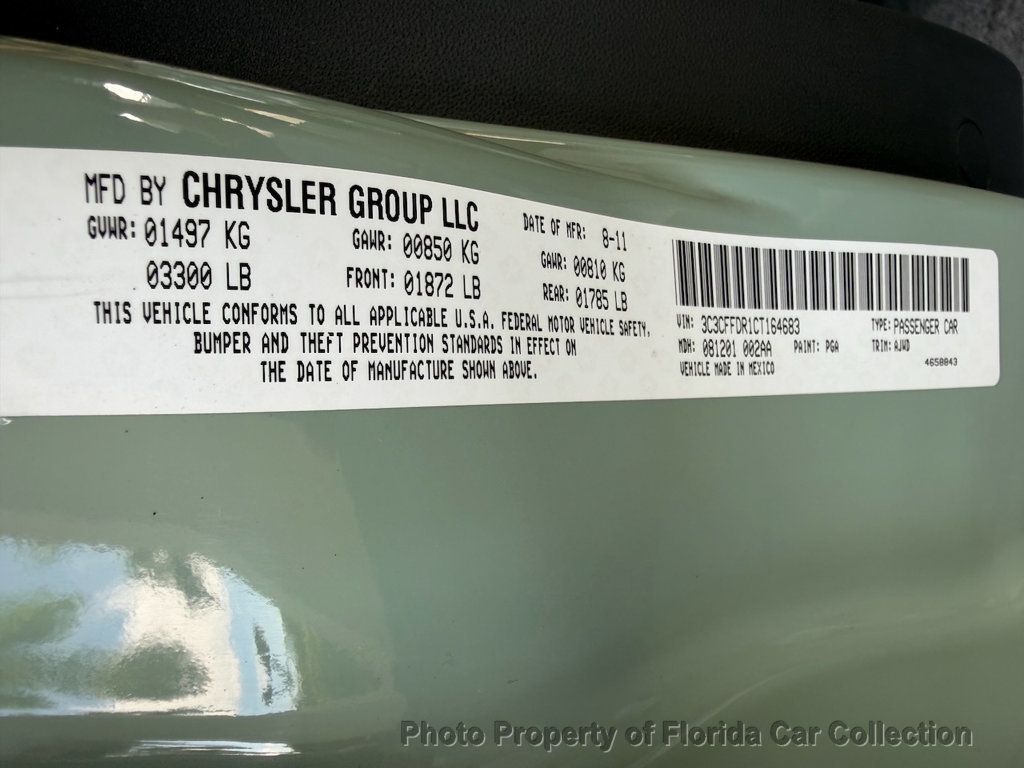 MFD BY CHRYSLER GROUP LLC DATE OF MFR: 8-11
GVWR: 01497 KG GAWR: 00850 KG GAWR: 00810 KG
03300 LB FRONT: 01872 LB REAR: 01785 LB
THIS VEHICLE CONFORMS TO ALL APPLICABLE U.S.A. FEDERAL MOTOR VEHICLE SAFETY,
BUMPER AND THEFT PREVENTION STANDARDS IN EFFECT ON
THE DATE OF MANUFACTURE SHOWN ABOVE.
VIN: 3C3CFFDR1CT164683 TYPE: PASSENGER CAR
MDH: 081201 002AA PAINT: PGA TRIM: AJWD
VEHICLE MADE IN MEXICO 4658843
Photo Property of Florida Car Collection